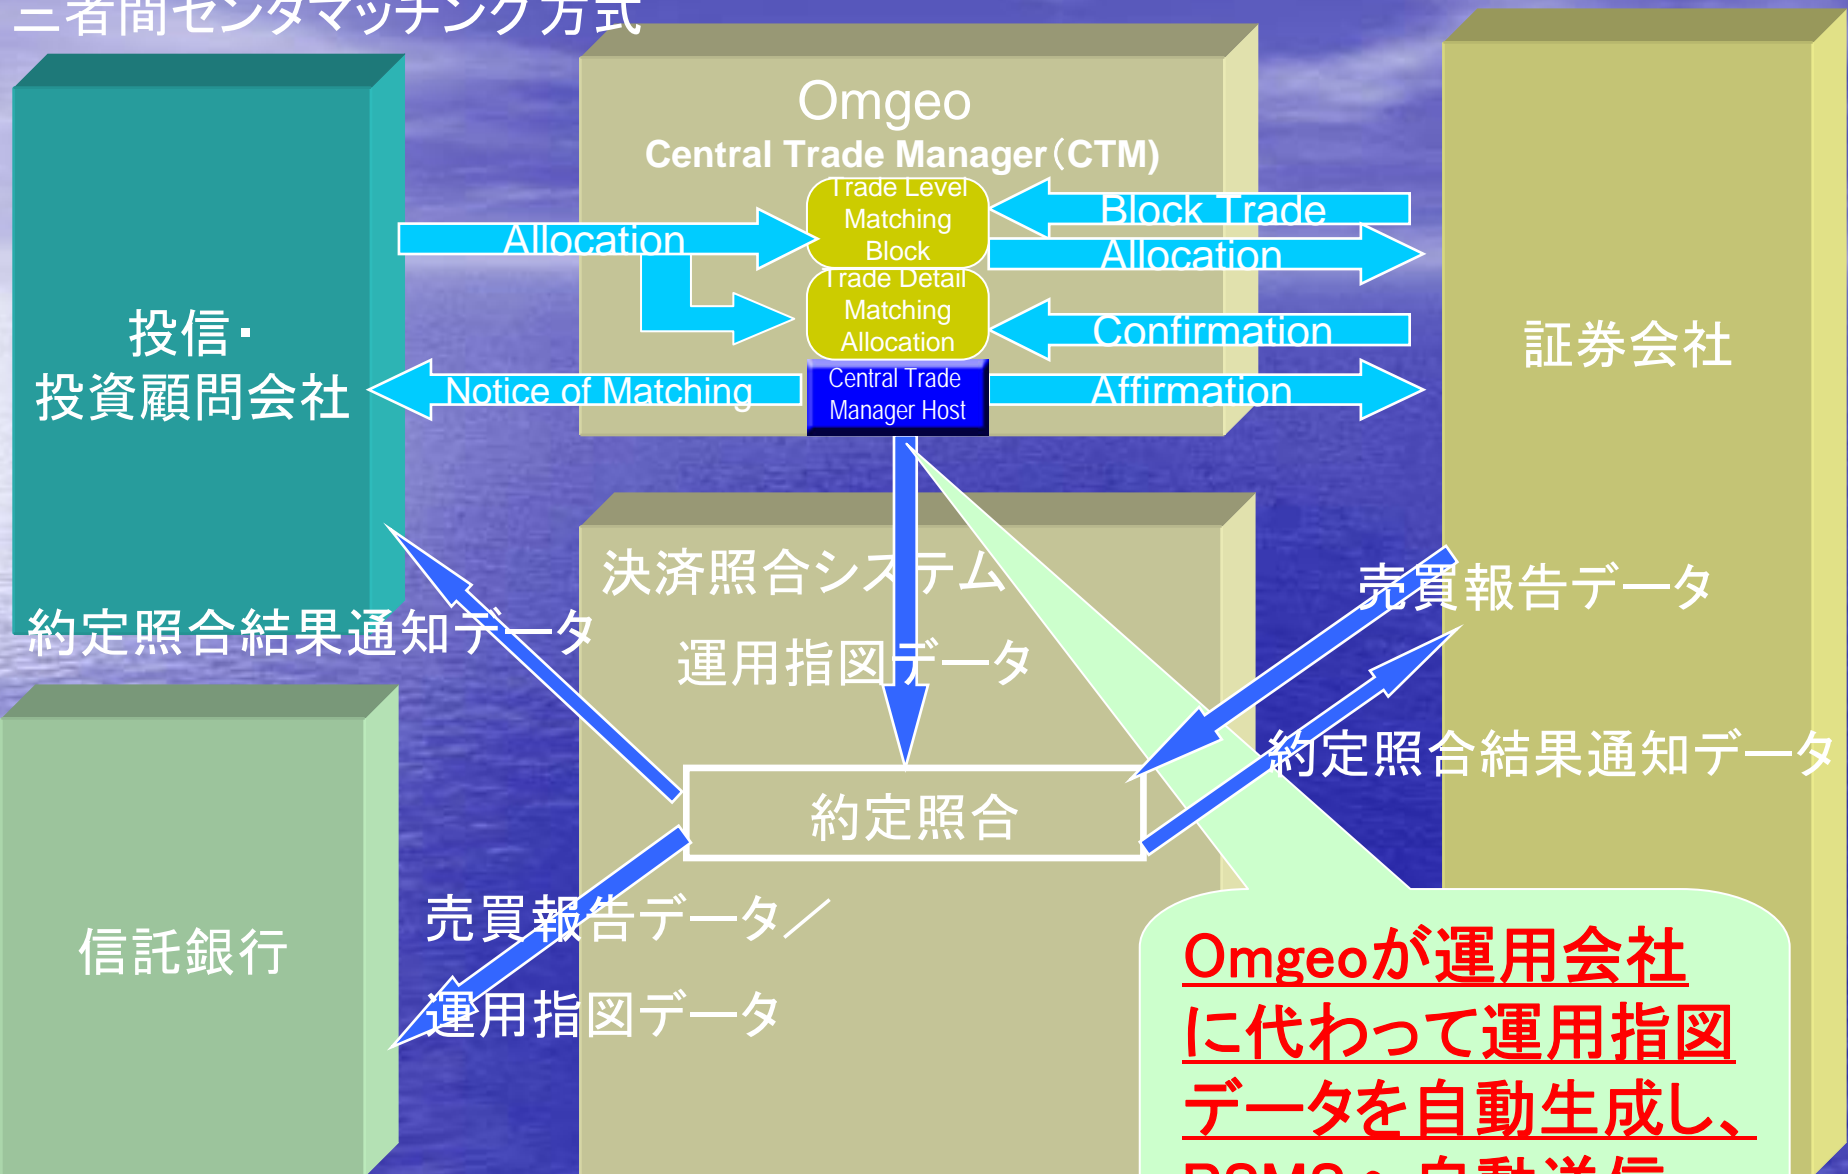 三者間センタマッチング方式
Omgeo
Central Trade Manager（CTM)
Trade Level
Matching
Block
Block Trade
Allocation
Allocation
Trade Detail
Matching
Allocation
Confirmation
投信・
投資顧問会社
証券会社
Notice of Matching
Central Trade
Manager Host
Affirmation
決済照合システム
売買報告データ
約定照合結果通知データ
運用指図データ
約定照合結果通知データ
約定照合
売買報告データ／
運用指図データ
信託銀行
Omgeoが運用会社
に代わって運用指図
データを自動生成し、
自動送信